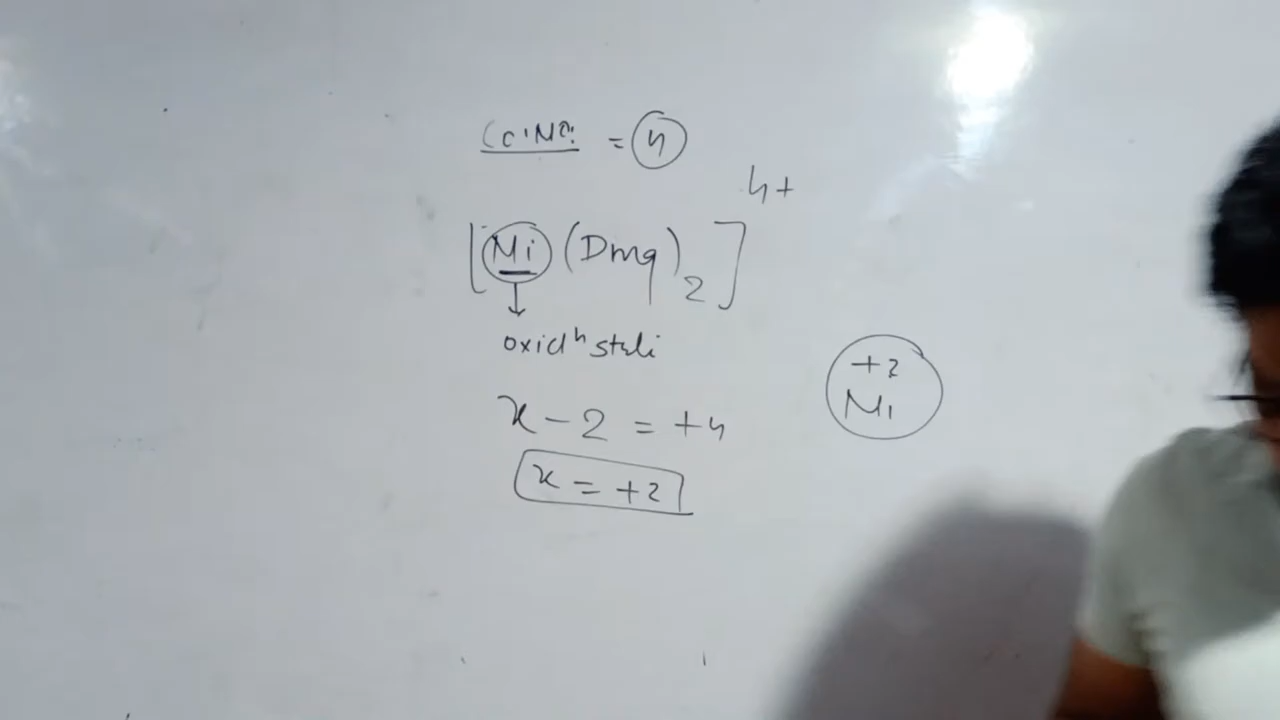 Co.No. = 4
[Ni (Dmg)2]4+
↓
oxidn state
x - 2 = +4
x = +2
+2
Ni